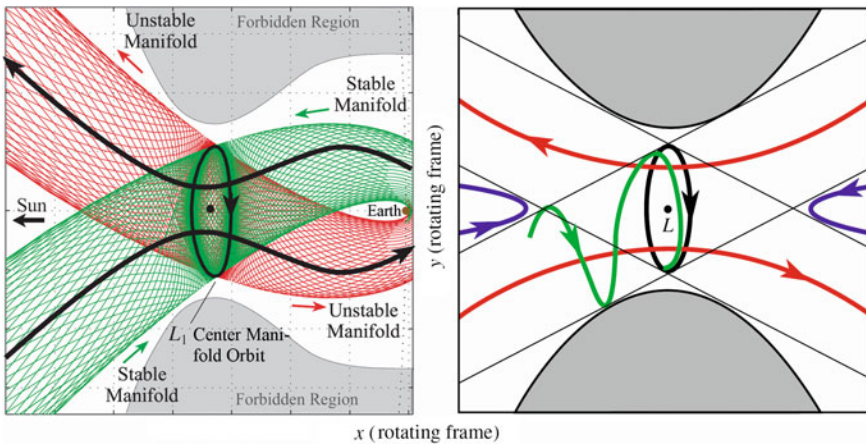 Unstable
Manifold
Forbidden Region
Stable
Manifold
Sun
Earth
L₁ Center Mani-
fold Orbit
Unstable
Manifold
Stable
Manifold
Forbidden Region
y (rotating frame)
L
x (rotating frame)